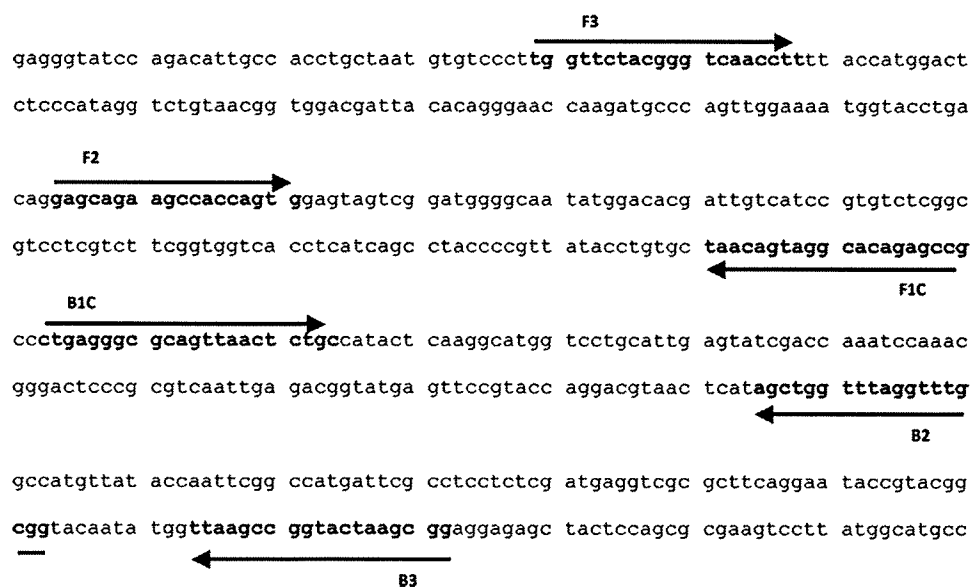 F3
gagggtatcc agacattgcc acctgctaat gtgtcccttg gttctacggg tcaacctttt accatggact
ctcccatagg tctgtaacgg tggacgatta cacagggaac caagatgccc agttggaaaa tggtacctga
F2
caggagcaga agccaccagt ggagtagtcg gatggggcaa tatggacacg attgtcatcc gtgtctcggc
gtcctcgtct tcggtggtca cctcatcagc ctaccccgtt atacctgtgc taacagtagg cacagagccg
F1C
B1C
ccctgagggc gcagttaact ctgccatact caaggcatgg tcctgcattg agtatcgacc aaatccaaac
gggactcccg cgtcaattga gacggtatga gttccgtacc aggacgtaac tcatagctgg tttaggtttg
B2
gccatgttat accaattcgg ccatgattcg cctcctctcg atgaggtcgc gcttcaggaa taccgtacgg
cggtacaata tggttaagcc ggtactaagc ggaggagagc tactccagcg cgaagtcctt atggcatgcc
B3